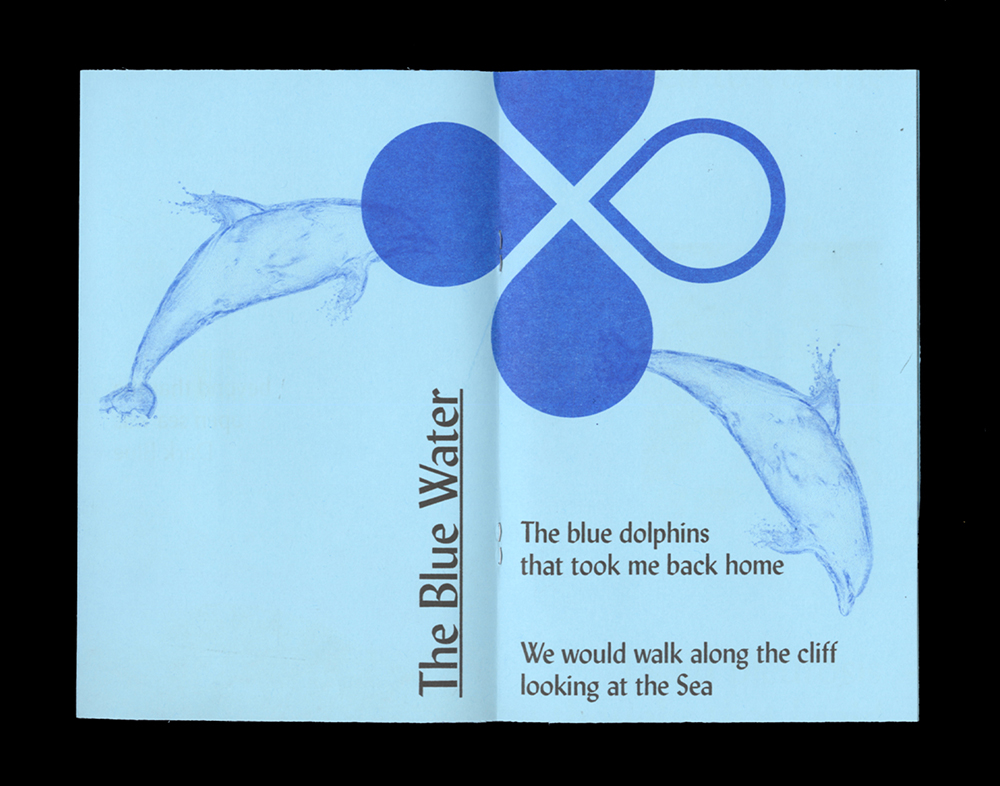 The Blue Water
The blue dolphins
that took me back home
We would walk along the cliff
looking at the Sea